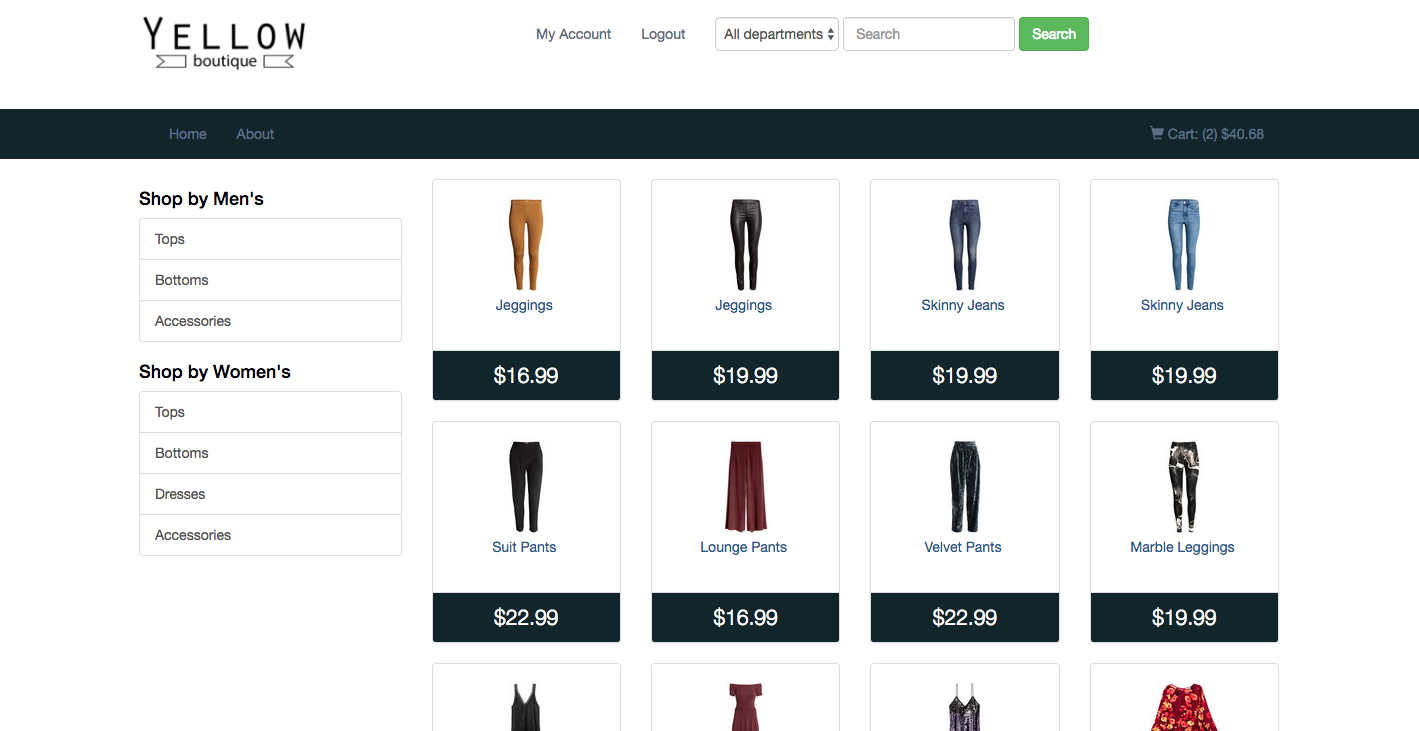 YELLOW
boutique
My Account Logout All departments Search Search
Home About Cart: (2) $40.68
Shop by Men's
Tops
Bottoms
Accessories
Shop by Women's
Tops
Bottoms
Dresses
Accessories
Jeggings Jeggings Skinny Jeans Skinny Jeans
$16.99 $19.99 $19.99 $19.99
Suit Pants Lounge Pants Velvet Pants Marble Leggings
$22.99 $16.99 $22.99 $19.99